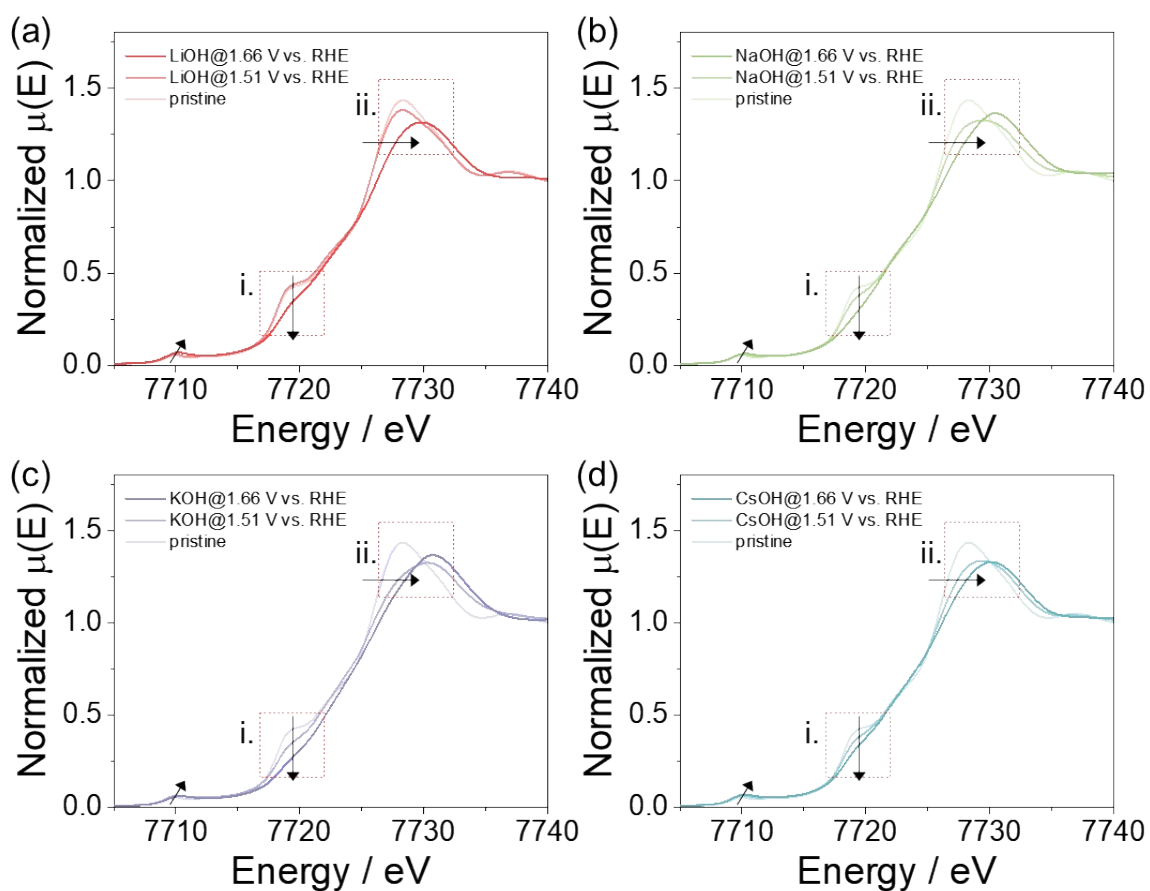 (a)
LiOH@1.66 V vs. RHE
LiOH@1.51 V vs. RHE
pristine
ii.
i.
1.5
1.0
0.5
0.0
Normalized μ(E)
7710 7720 7730 7740
Energy / eV
(b)
NaOH@1.66 V vs. RHE
NaOH@1.51 V vs. RHE
pristine
ii.
i.
1.5
1.0
0.5
0.0
Normalized μ(E)
7710 7720 7730 7740
Energy / eV
(c)
KOH@1.66 V vs. RHE
KOH@1.51 V vs. RHE
pristine
ii.
i.
1.5
1.0
0.5
0.0
Normalized μ(E)
7710 7720 7730 7740
Energy / eV
(d)
CsOH@1.66 V vs. RHE
CsOH@1.51 V vs. RHE
pristine
ii.
i.
1.5
1.0
0.5
0.0
Normalized μ(E)
7710 7720 7730 7740
Energy / eV